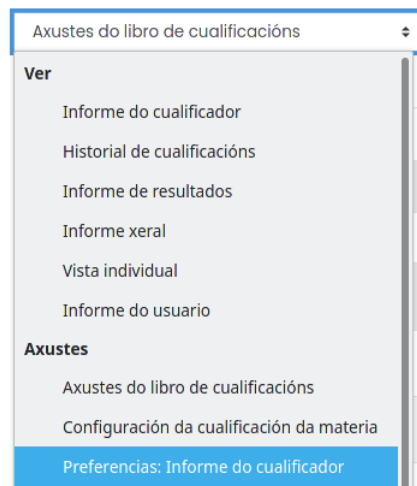 Axustes do libro de cualificacións
Ver
Informe do cualificador
Historial de cualificacións
Informe de resultados
Informe xeral
Vista individual
Informe do usuario
Axustes
Axustes do libro de cualificacións
Configuración da cualificación da materia
Preferencias: Informe do cualificador